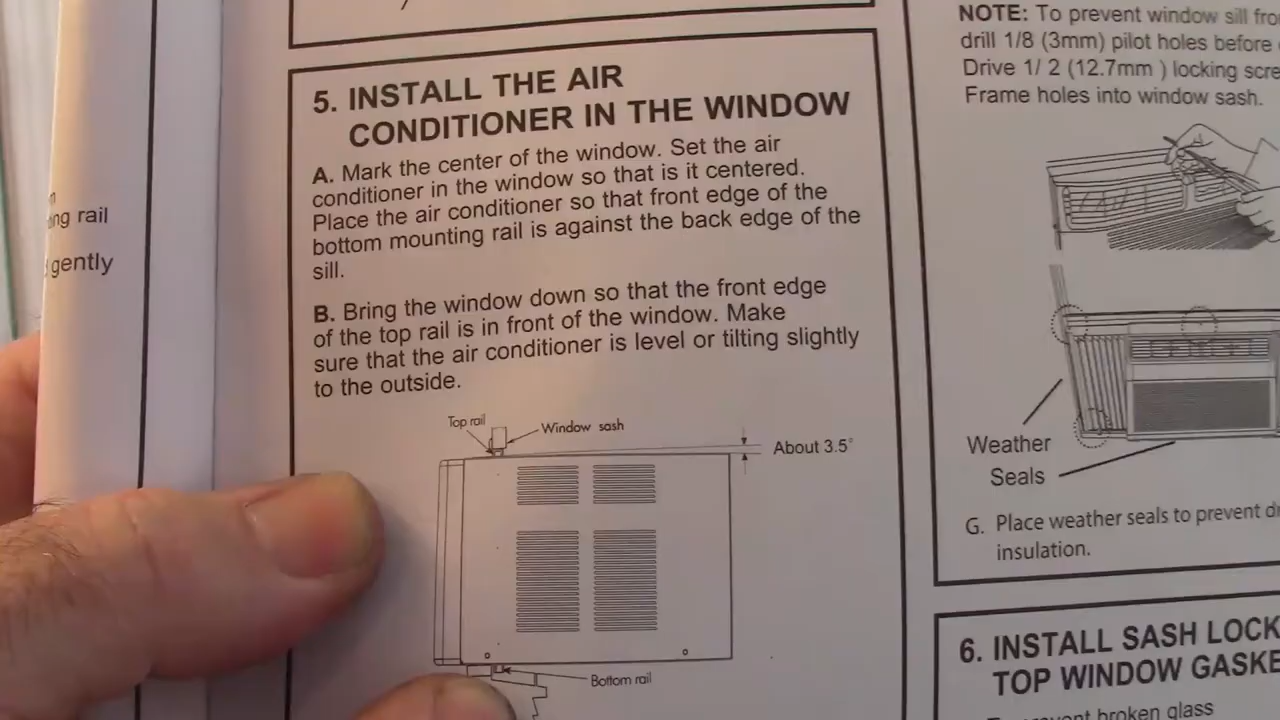 ng rail
gently
5. INSTALL THE AIR
CONDITIONER IN THE WINDOW
A. Mark the center of the window. Set the air
conditioner in the window so that is it centered.
Place the air conditioner so that front edge of the
bottom mounting rail is against the back edge of the
sill.
B. Bring the window down so that the front edge
of the top rail is in front of the window. Make
sure that the air conditioner is level or tilting slightly
to the outside.
Top rail
Window sash
About 3.5°
Bottom rail
NOTE: To prevent window sill fro
drill 1/8 (3mm) pilot holes before
Drive 1/ 2 (12.7mm ) locking scre
Frame holes into window sash.
Weather
Seals
G. Place weather seals to prevent
insulation.
6. INSTALL SASH LOCK
TOP WINDOW GASKE
broken glass